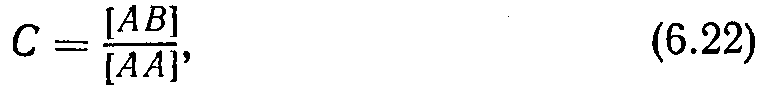 C = [AB] / [AA], (6.22)